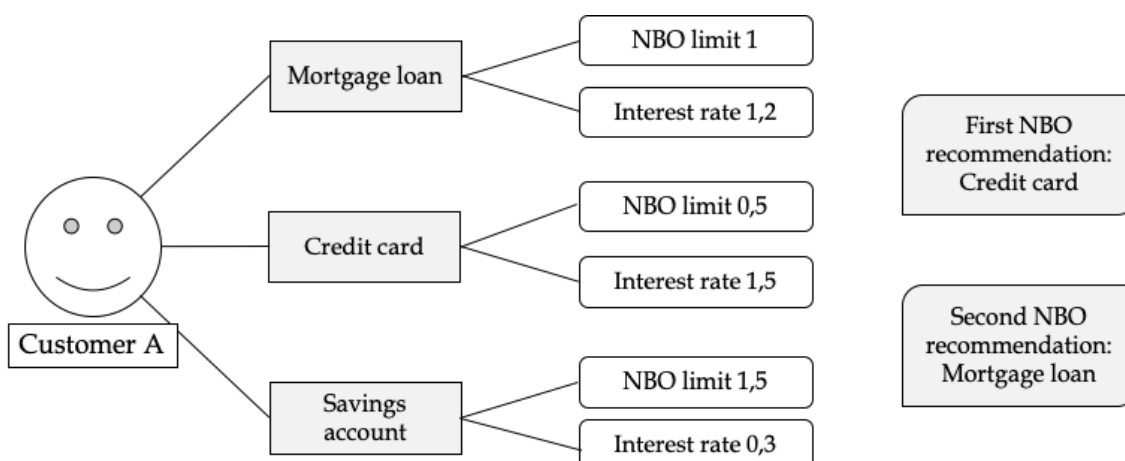 NBO limit 1
Mortgage loan
Interest rate 1,2
First NBO
recommendation:
Credit card
NBO limit 0,5
Credit card
Interest rate 1,5
Customer A
Second NBO
recommendation:
Mortgage loan
NBO limit 1,5
Savings
account
Interest rate 0,3